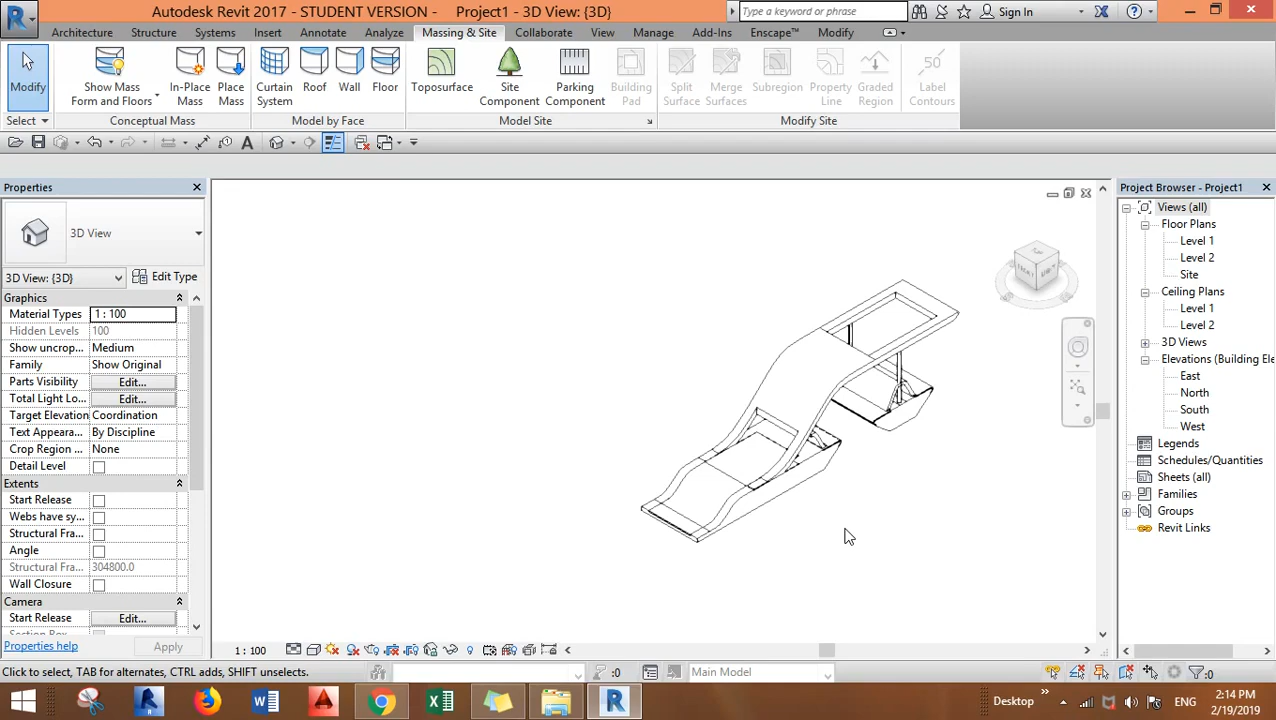 Autodesk Revit 2017 - STUDENT VERSION - Project1 - 3D View: {3D}
Type a keyword or phrase
Sign In
Architecture Structure Systems Insert Annotate Analyze Massing & Site Collaborate View Manage Add-Ins Enscape™ Modify
Modify
Show Mass
Form and Floors
In-Place
Mass
Place
Mass
Curtain
System
Roof
Wall
Floor
Toposurface
Site
Component
Parking
Component
Building
Pad
Split
Surface
Merge
Surfaces
Subregion
Property
Line
Graded
Region
50
Label
Contours
Select
Conceptual Mass
Model by Face
Model Site
Modify Site
Properties
3D View
3D View: {3D}
Edit Type
Graphics
Material Types 1 : 100
Hidden Levels 100
Show uncrop... Medium
Family Show Original
Parts Visibility Edit...
Total Light Lo... Edit...
Target Elevation Coordination
Text Appeara... By Discipline
Crop Region ... None
Detail Level
Extents
Start Release
Webs have sy...
Structural Fra...
Angle
Structural Fra... 304800.0
Wall Closure
Camera
Start Release Edit...
Properties help
Apply
Project Browser - Project1
Views (all)
Floor Plans
Level 1
Level 2
Site
Ceiling Plans
Level 1
Level 2
3D Views
Elevations (Building Ele
East
North
South
West
Legends
Schedules/Quantities
Sheets (all)
Families
Groups
Revit Links
1 : 100
Click to select, TAB for alternates, CTRL adds, SHIFT unselects.
:0
Main Model
:0
Desktop
ENG
2:14 PM
2/19/2019